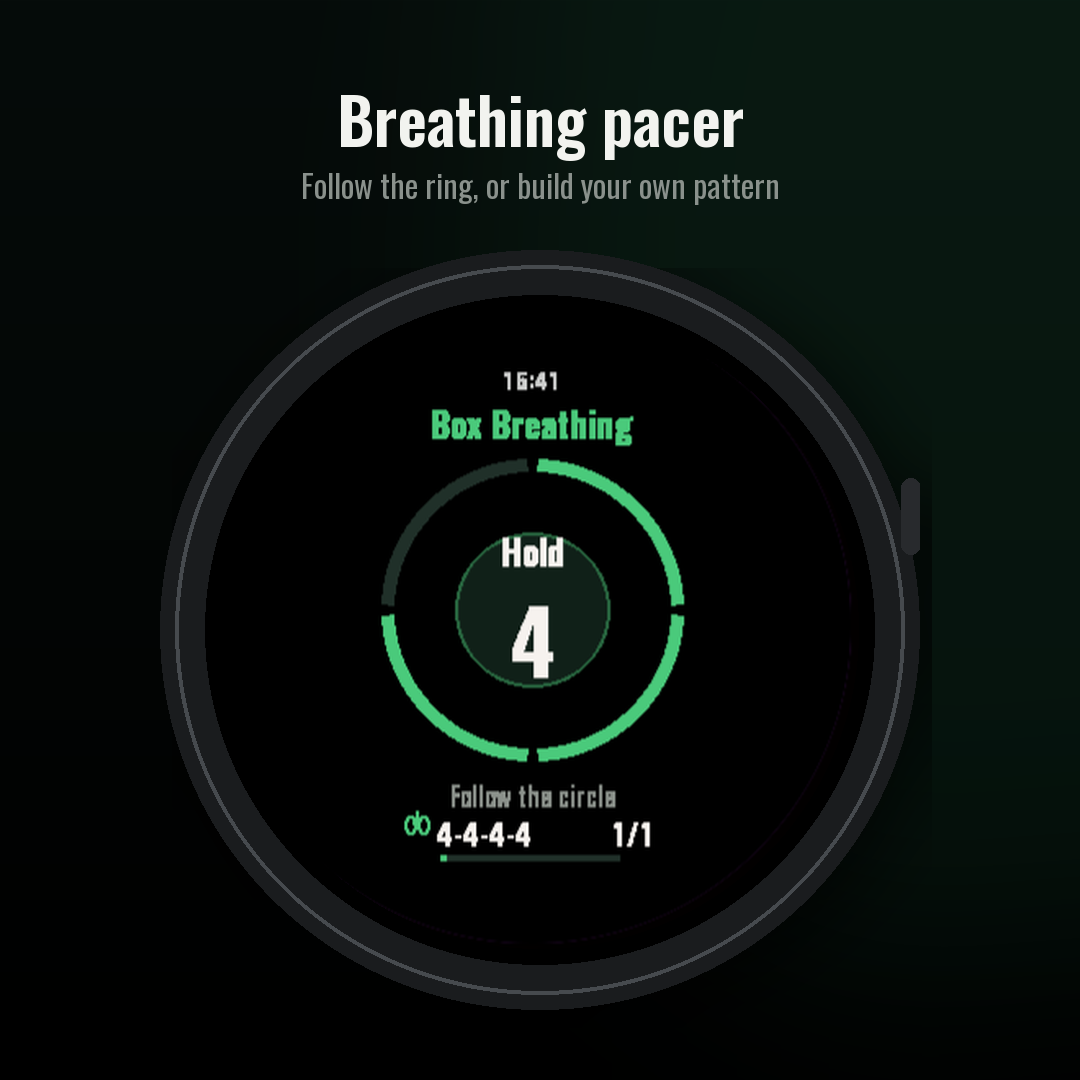 Breathing pacer
Follow the ring, or build your own pattern
16:41
Box Breathing
Hold
4
Follow the circle
4-4-4-4 1/1